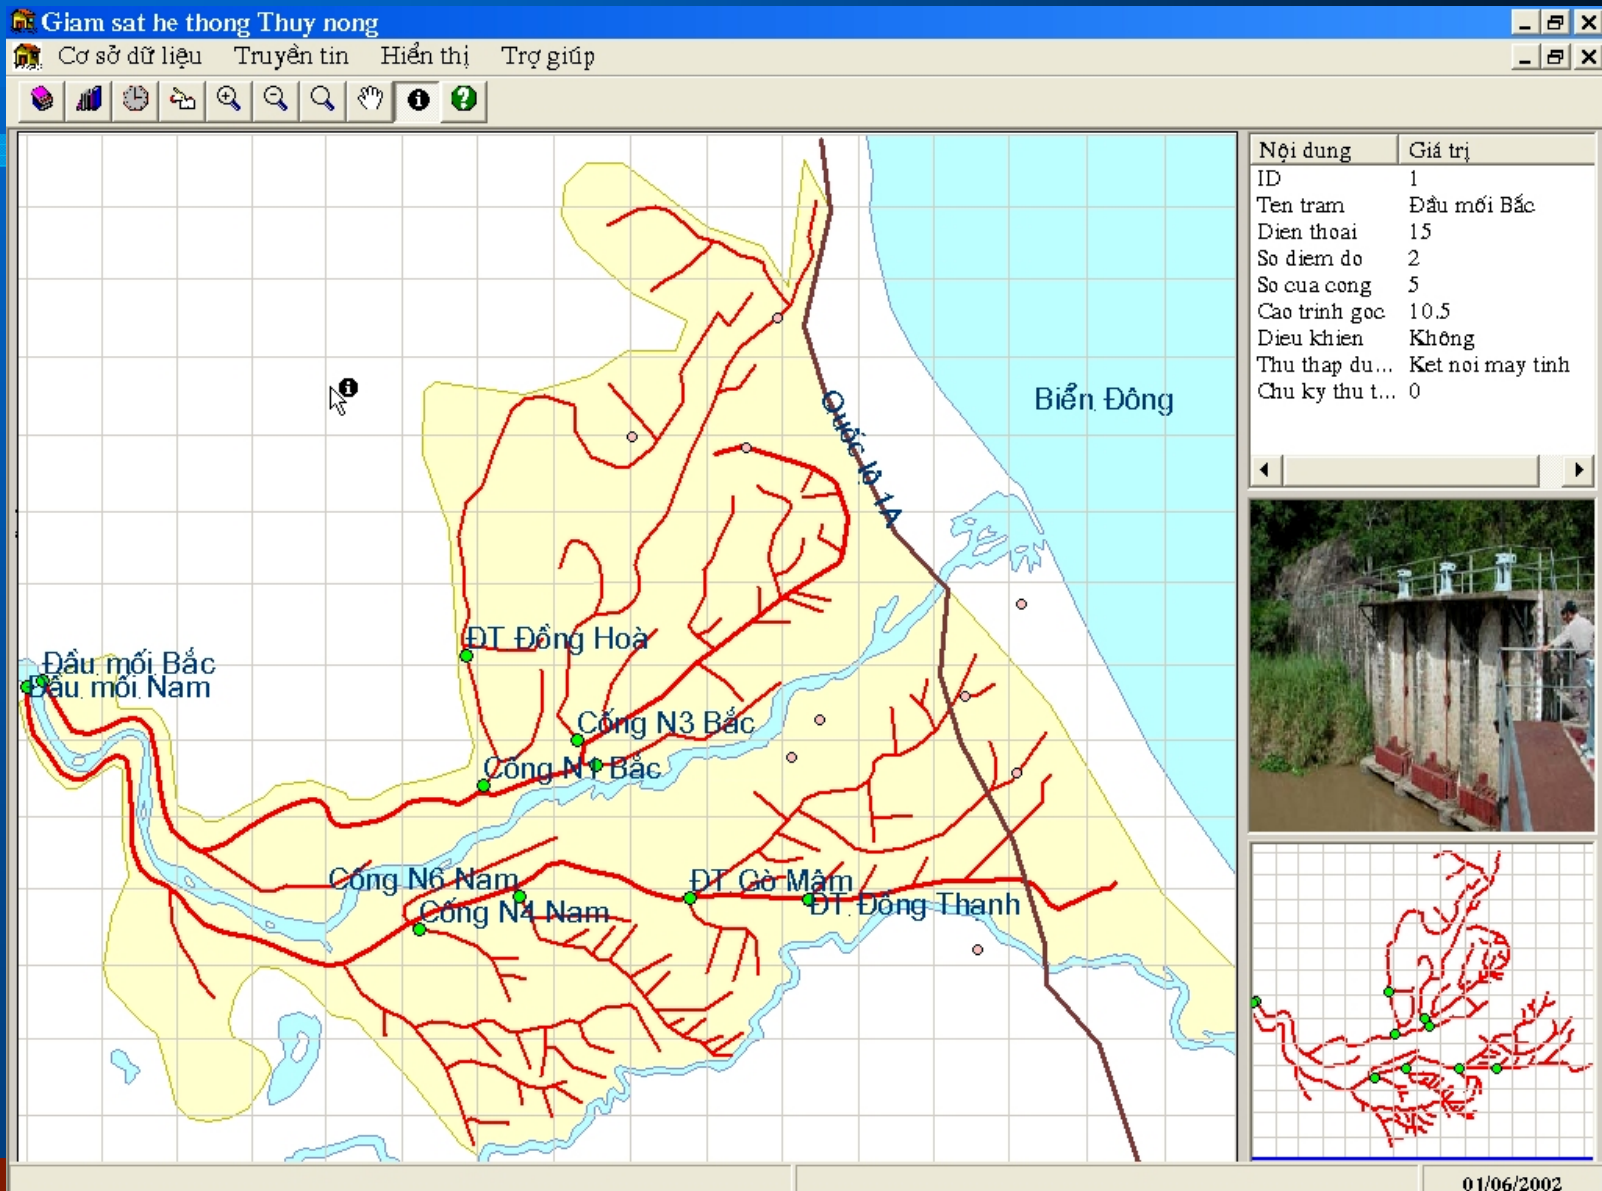 Giam sat he thong Thuy nong
Cơ sở dữ liệu Truyền tin Hiển thị Trợ giúp
Nội dung Giá trị
ID 1
Ten tram Đầu mối Bắc
Dien thoai 15
So diem do 2
So cua cong 5
Cao trinh goc 10.5
Dieu khien Không
Thu thap du... Ket noi may tinh
Chu ky thu t... 0
Biển Đông
Quốc lộ 1A
ĐT Đồng Hoà
Đầu mối Bắc
Đầu mối Nam
Cống N3 Bắc
Cống N1 Bắc
Cống N6 Nam
ĐT Gò Mâm
Cống N4 Nam
ĐT Đồng Thanh
01/06/2002